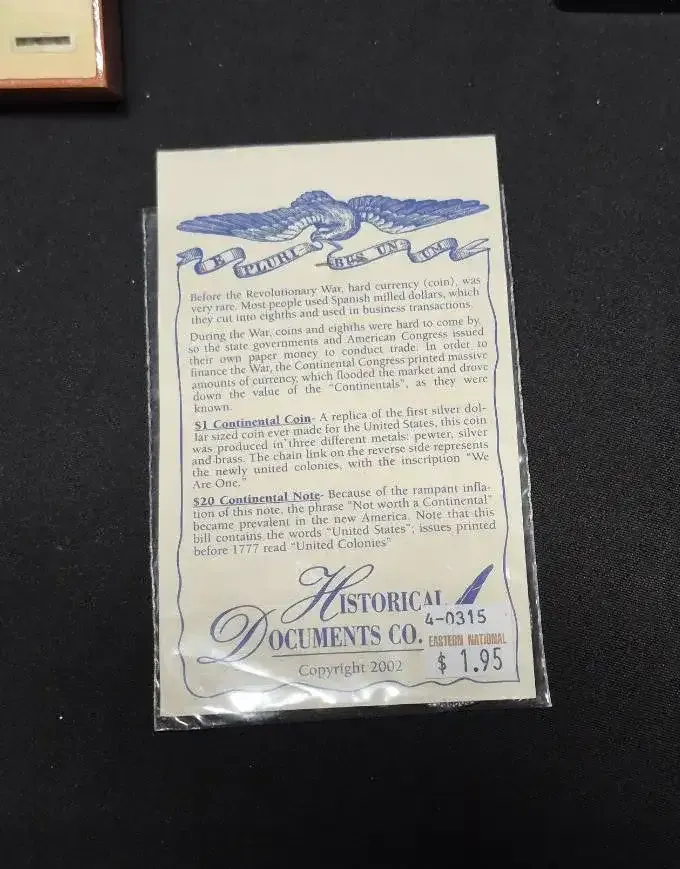 E PLURI- BUS UN- UM
Before the Revolutionary War, hard currency (coin), was
very rare. Most people used Spanish milled dollars, which
they cut into eighths and used in business transactions.
During the War, coins and eighths were hard to come by,
so the state governments and American Congress issued
their own paper money to conduct trade. In order to
finance the War, the Continental Congress printed massive
amounts of currency, which flooded the market and drove
down the value of the "Continentals", as they were
known.
$1 Continental Coin- A replica of the first silver dol-
lar sized coin ever made for the United States, this coin
was produced in three different metals: pewter, silver
and brass. The chain link on the reverse side represents
the newly united colonies, with the inscription "We
Are One."
$20 Continental Note- Because of the rampant infla-
tion of this note, the phrase "Not worth a Continental"
became prevalent in the new America. Note that this
bill contains the words "United States"; issues printed
before 1777 read "United Colonies"
HISTORICAL
DOCUMENTS CO.
Copyright 2002
4-0315
EASTERN NATIONAL
$ 1.95